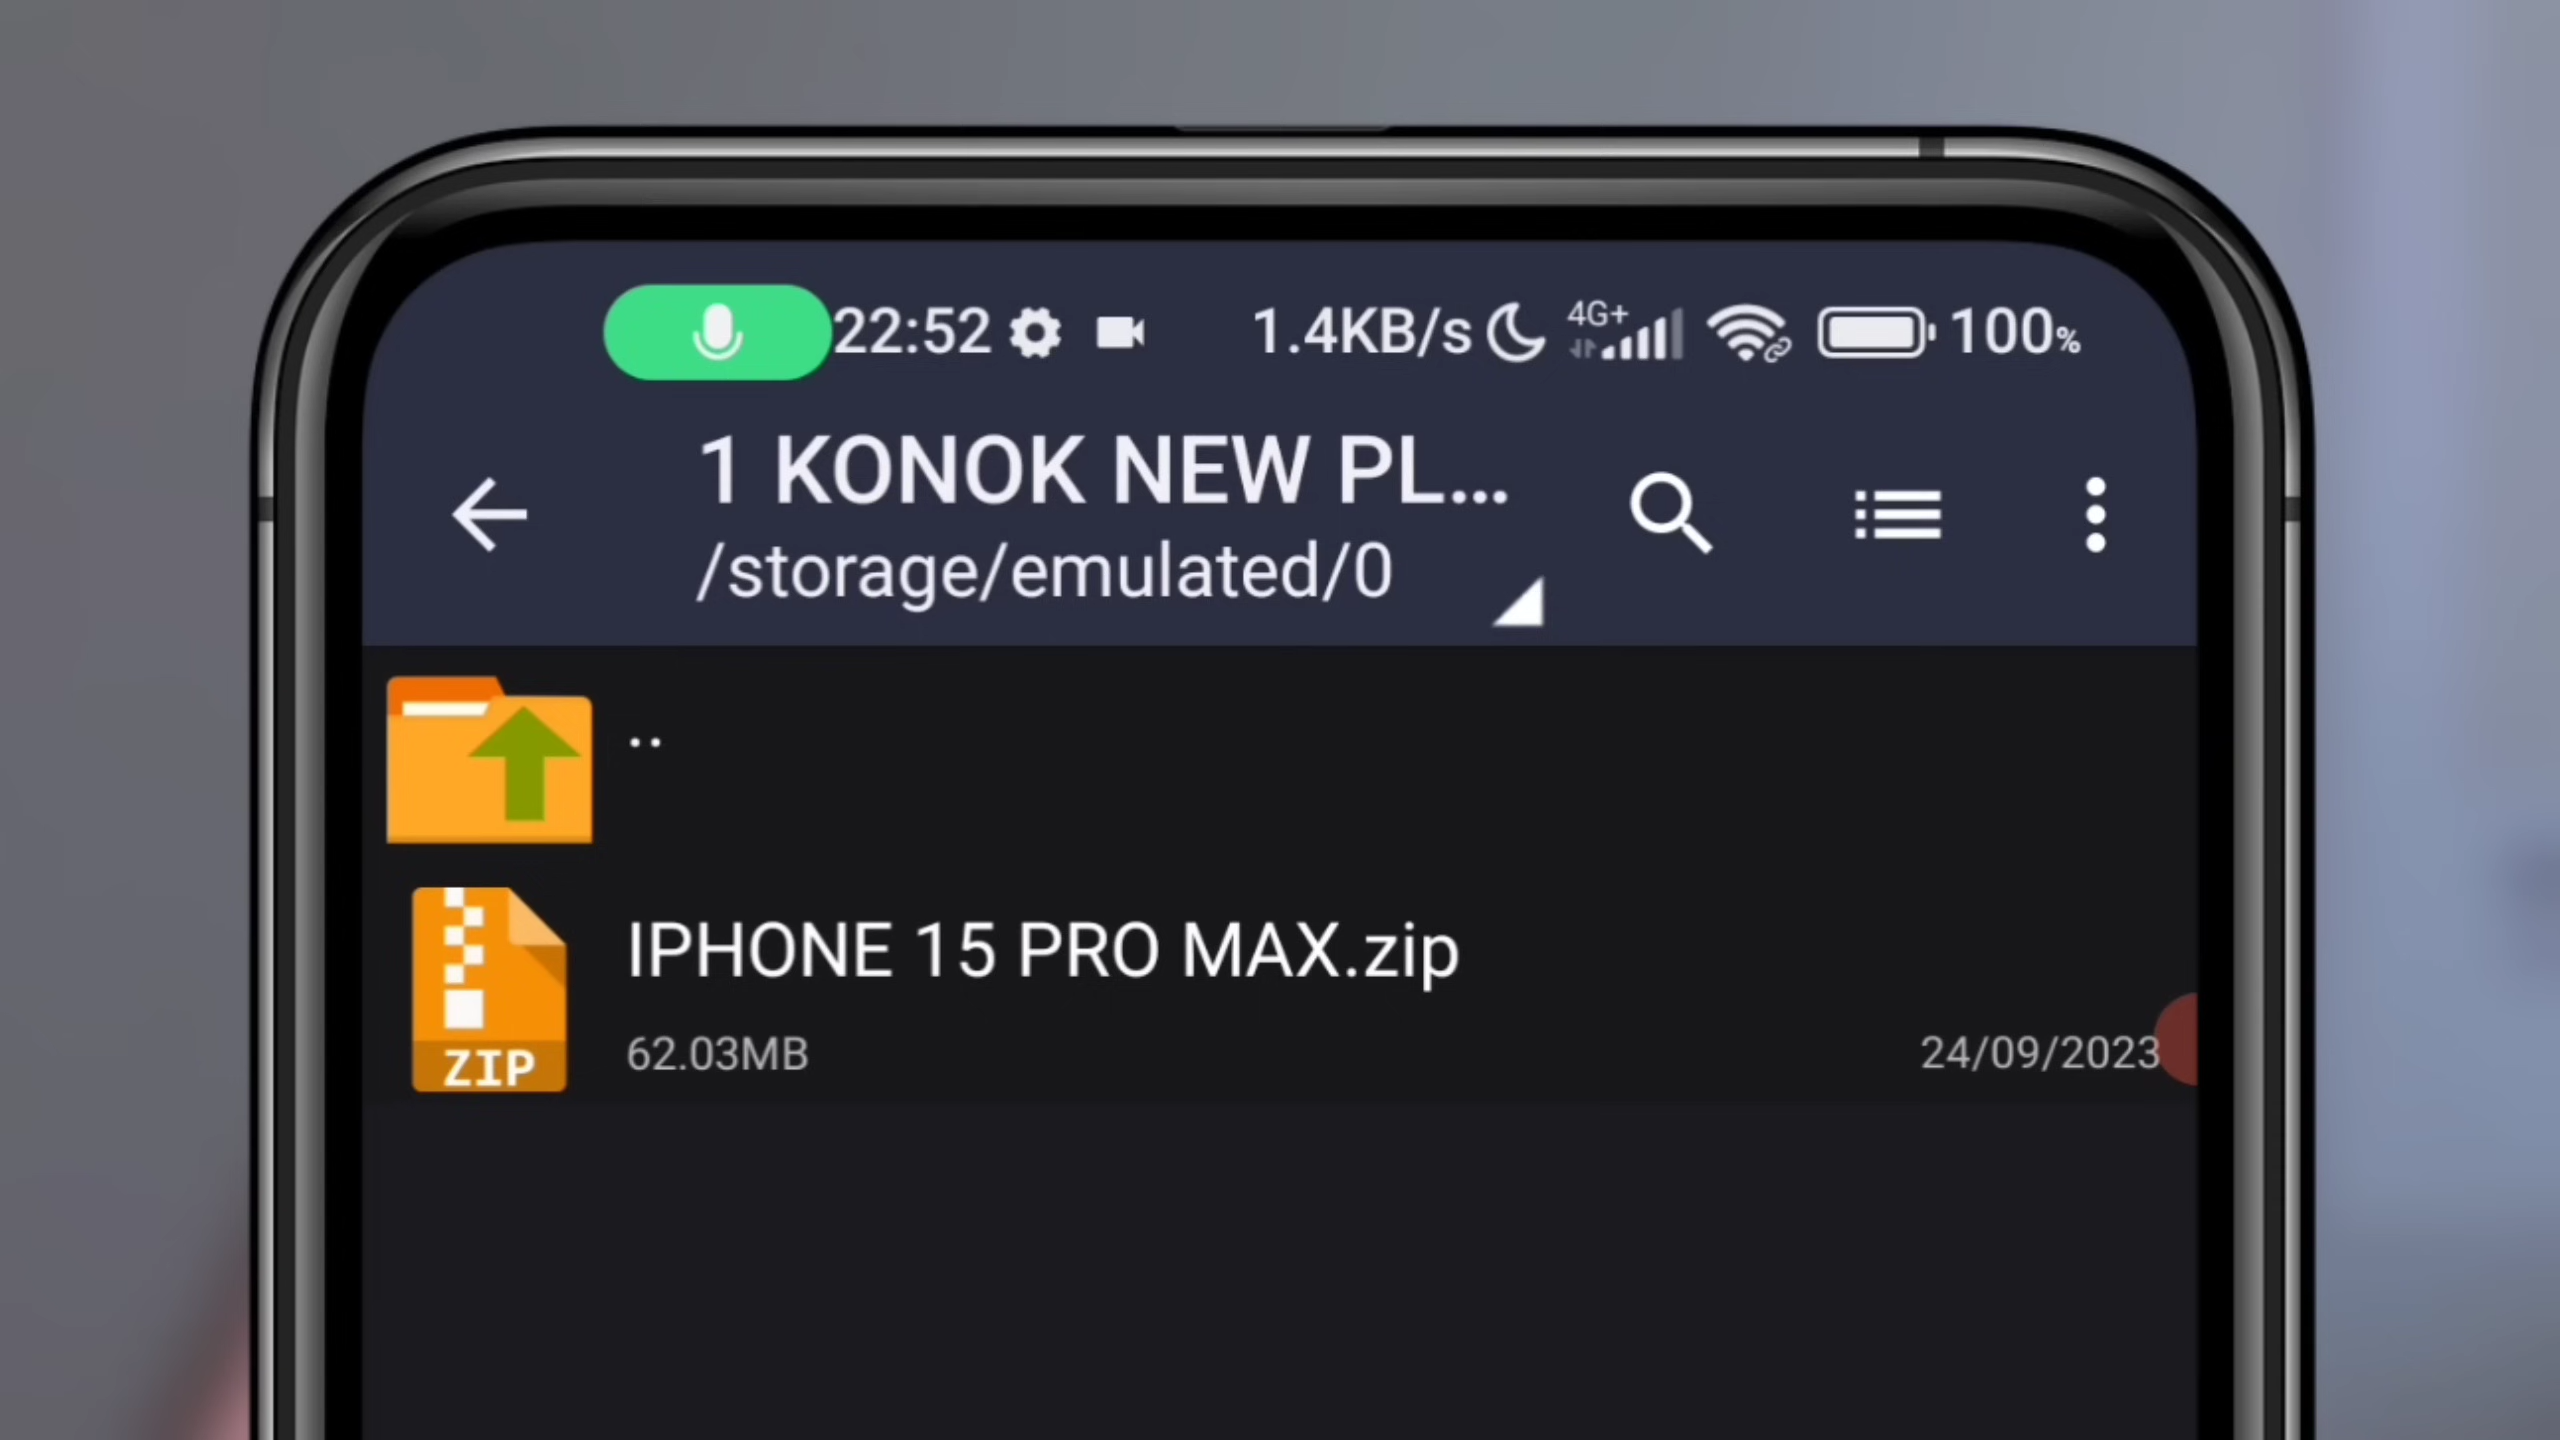 22:52 1.4KB/s 4G+ 100%
1 KONOK NEW PL...
/storage/emulated/0
..
IPHONE 15 PRO MAX.zip
ZIP
62.03MB 24/09/2023